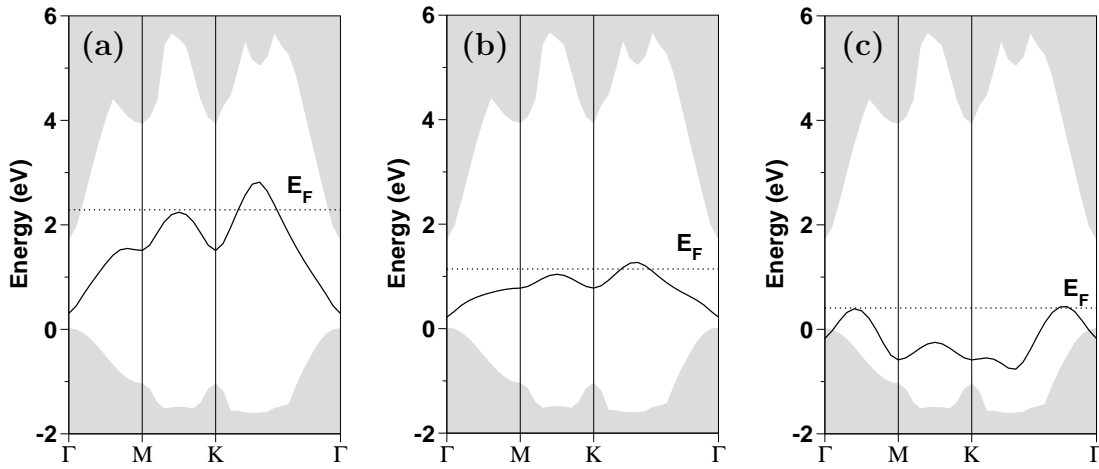 (a)
Energy (eV)
6
4
2
0
-2
E_F
Γ M K Γ
(b)
Energy (eV)
6
4
2
0
-2
E_F
Γ M K Γ
(c)
Energy (eV)
6
4
2
0
-2
E_F
Γ M K Γ